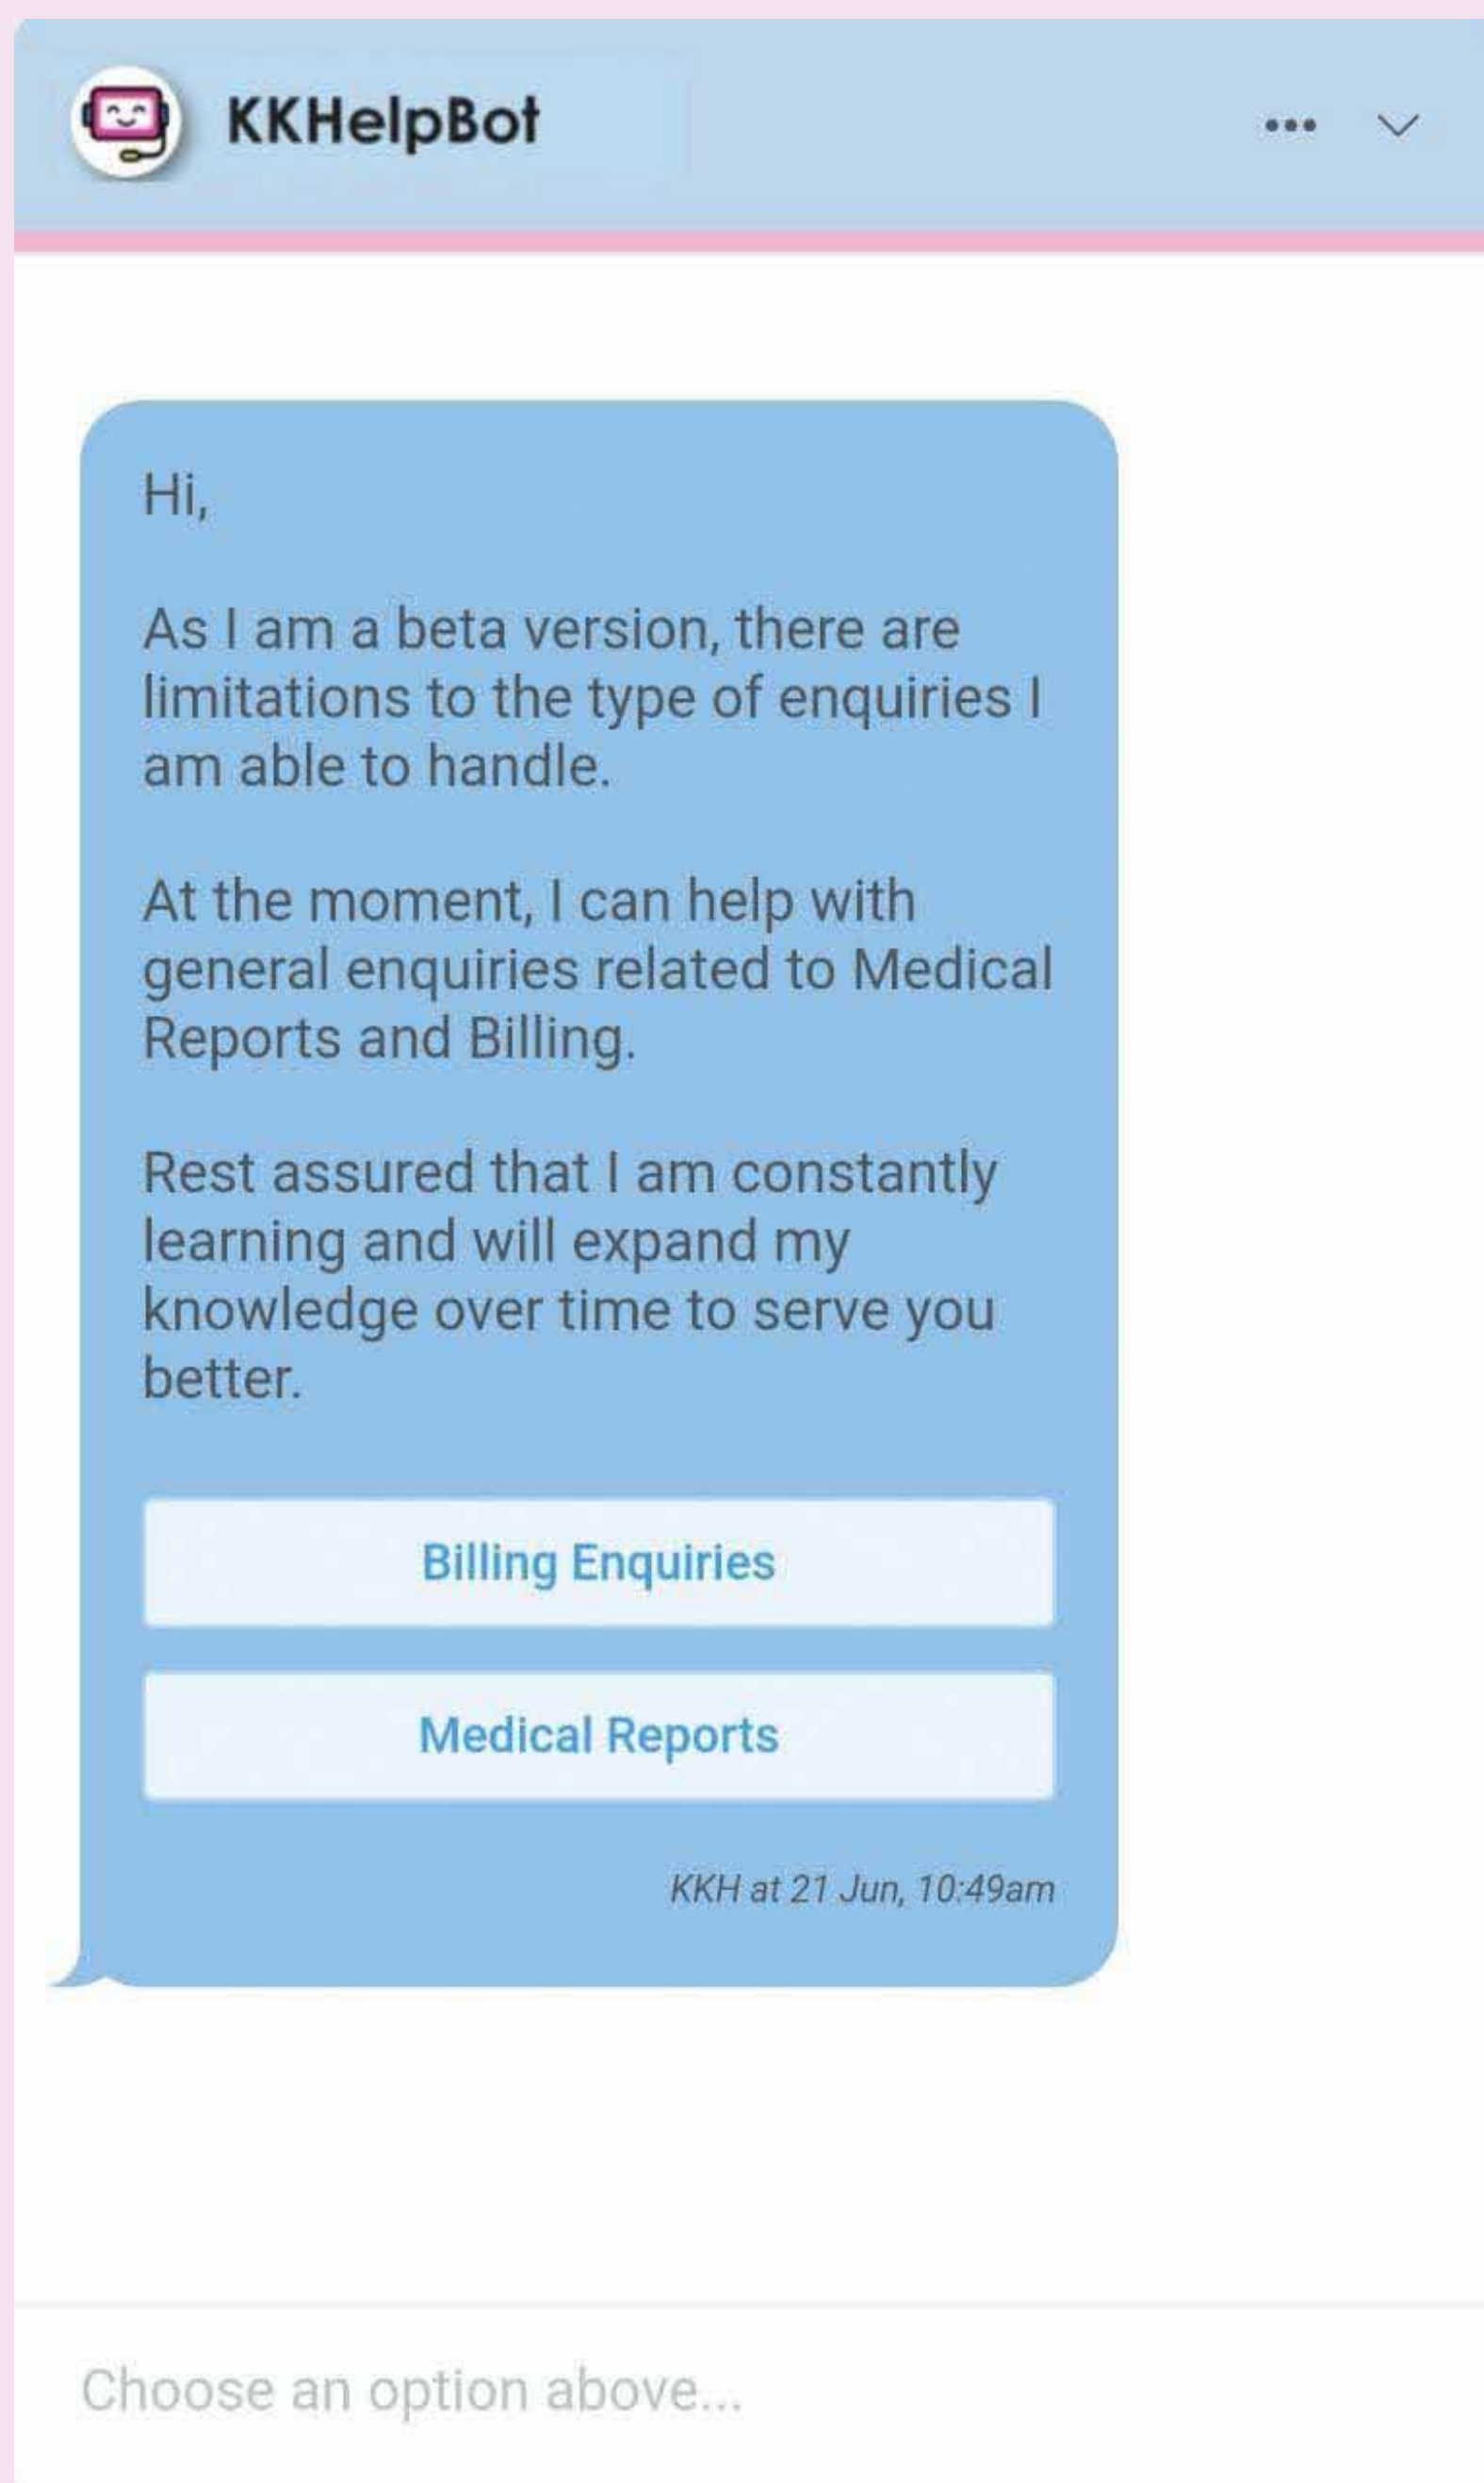 KKHelpBot
Hi,
As I am a beta version, there are
limitations to the type of enquiries I
am able to handle.
At the moment, I can help with
general enquiries related to Medical
Reports and Billing.
Rest assured that I am constantly
learning and will expand my
knowledge over time to serve you
better.
Billing Enquiries
Medical Reports
KKH at 21 Jun, 10:49am
Choose an option above...